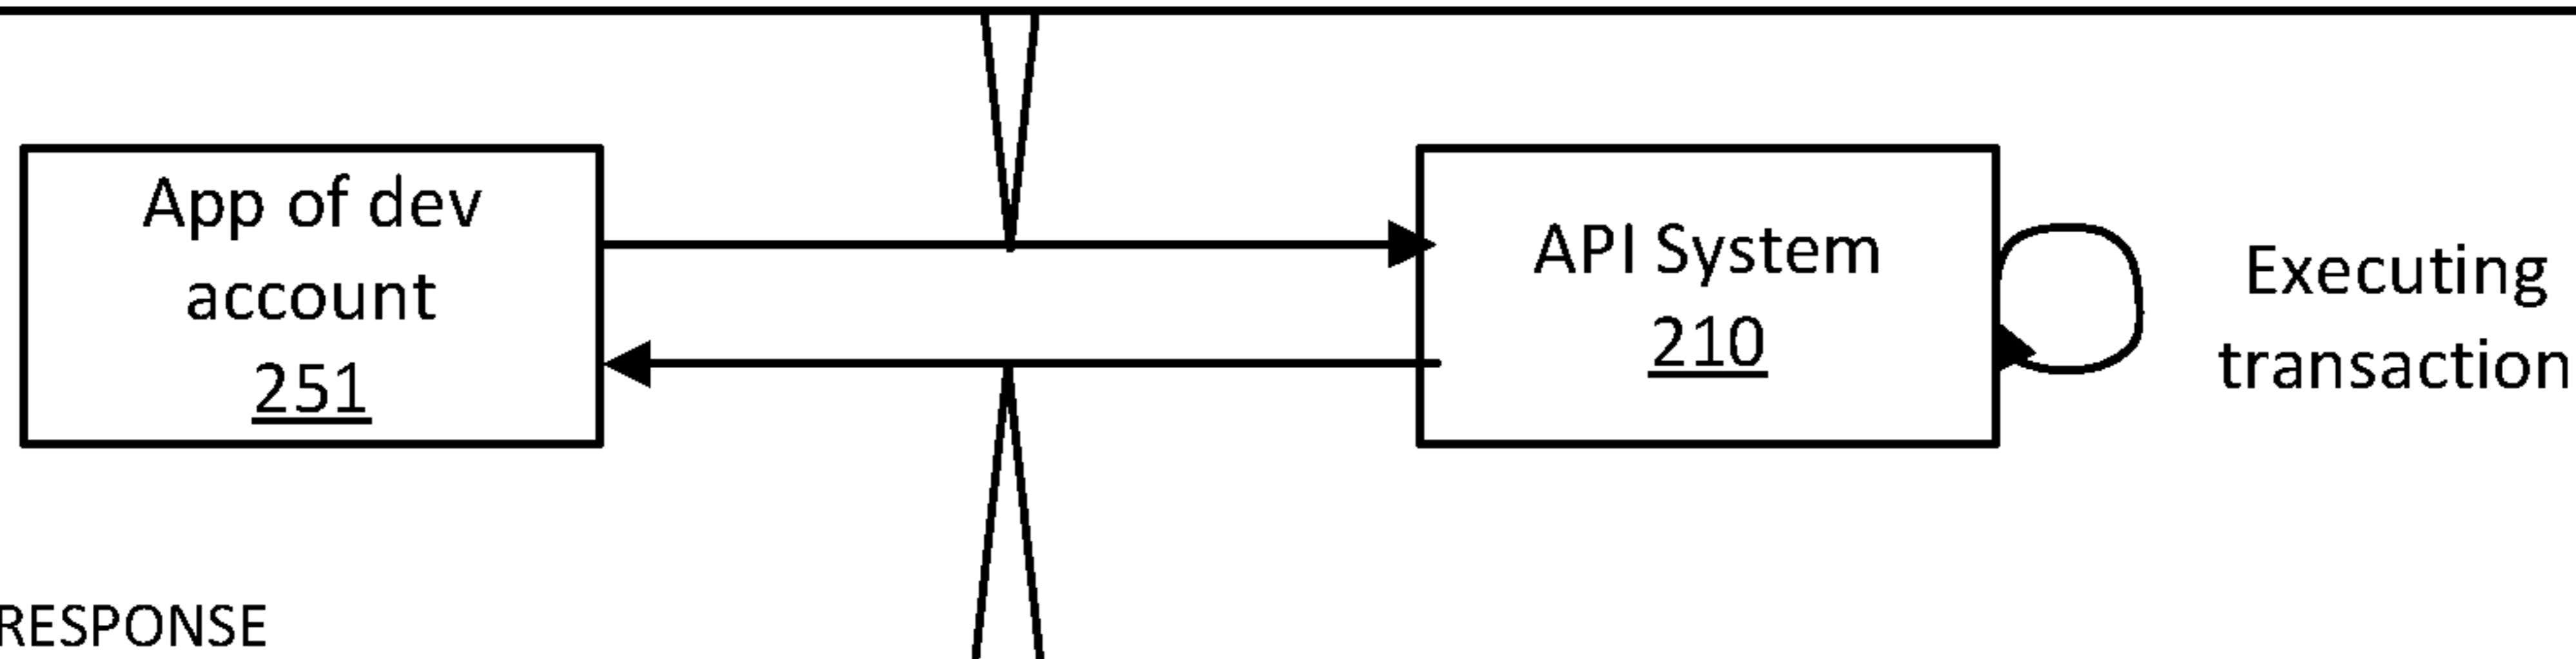 App of dev
account
251
API System
210
Executing
transaction
RESPONSE